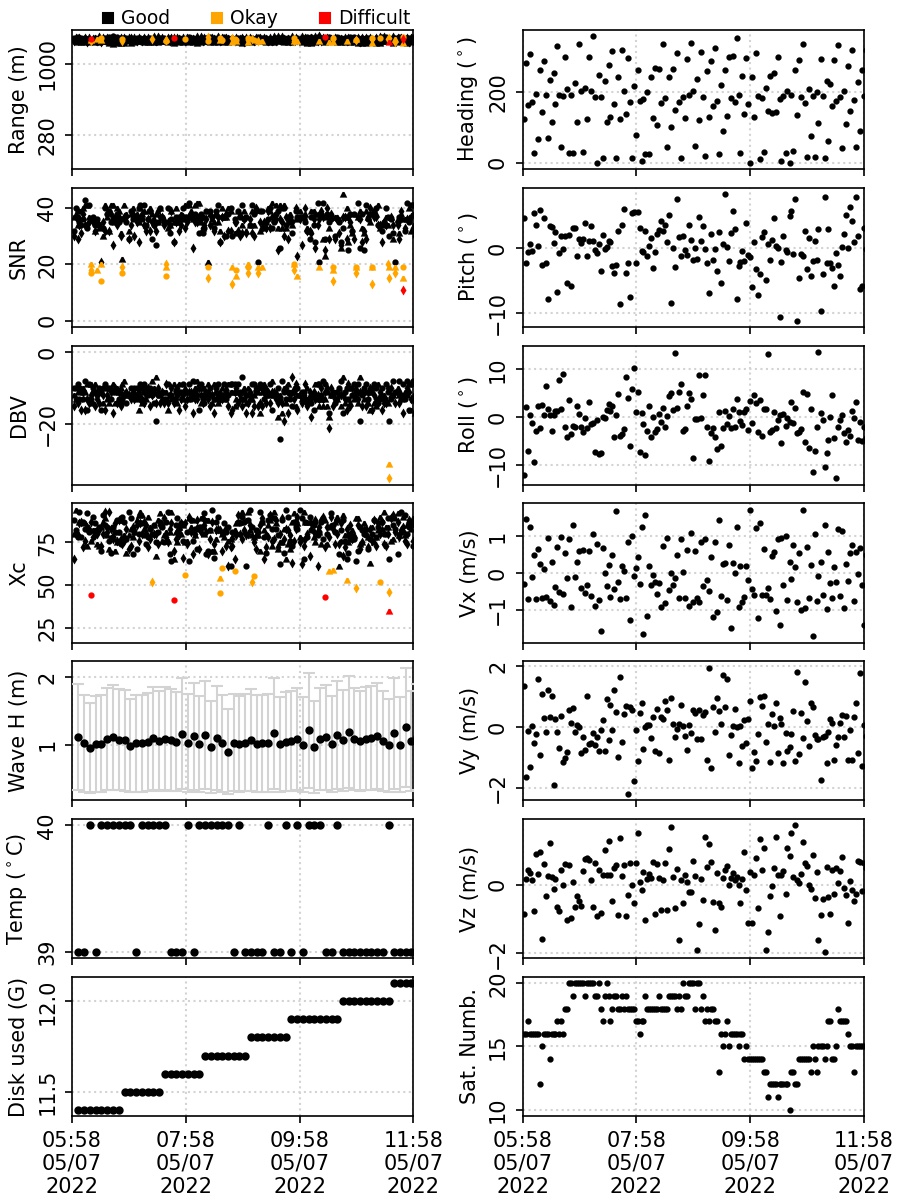 Good Okay Difficult
Range (m)
1000
280
Heading (°)
200
0
SNR
40
20
0
Pitch (°)
0
−10
DBV
0
−20
Roll (°)
10
0
−10
Xc
75
50
25
Vx (m/s)
1
0
−1
Wave H (m)
2
1
Vy (m/s)
2
0
−2
Temp (°C)
40
39
Vz (m/s)
0
−2
Disk used (G)
12.0
11.5
Sat. Numb.
20
15
10
05:58 07:58 09:58 11:58 05:58 07:58 09:58 11:58
05/07 05/07 05/07 05/07 05/07 05/07 05/07 05/07
2022 2022 2022 2022 2022 2022 2022 2022